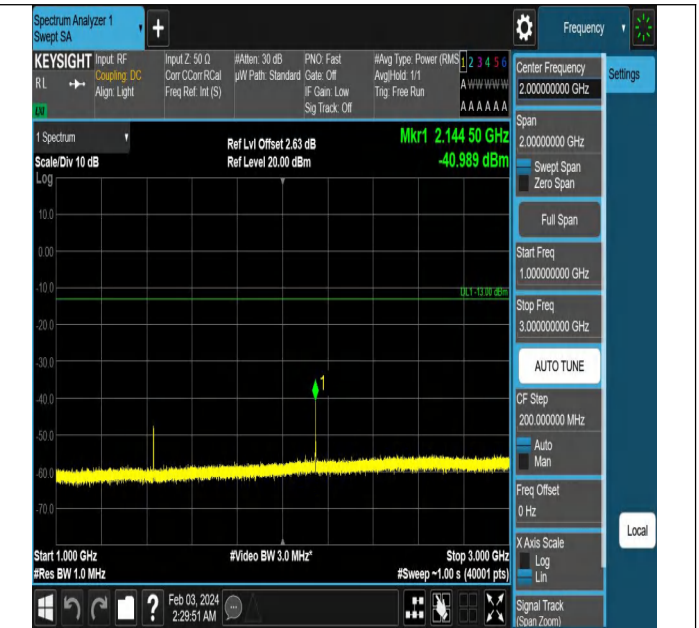 Spectrum Analyzer 1
Swept SA
+
Frequency
KEYSIGHT
RL
LXI
Input: RF
Coupling: DC
Align: Light
Input Z: 50 Ω
Corr CCorr RCal
Freq Ref: Int (S)
#Atten: 30 dB
µW Path: Standard
PNO: Fast
Gate: Off
IF Gain: Low
Sig Track: Off
#Avg Type: Power (RMS
Avg|Hold: 1/1
Trig: Free Run
1 2 3 4 5 6
A W W W W W
A A A A A A
1 Spectrum
Scale/Div 10 dB
Log
Ref Lvl Offset 2.63 dB
Ref Level 20.00 dBm
Mkr1 2.144 50 GHz
-40.989 dBm
10.0
0.00
-10.0
DL1 -13.00 dBm
-20.0
-30.0
1
-40.0
-50.0
-60.0
-70.0
Start 1.000 GHz
#Res BW 1.0 MHz
#Video BW 3.0 MHz*
Stop 3.000 GHz
#Sweep ~1.00 s (40001 pts)
?
Feb 03, 2024
2:29:51 AM
Center Frequency
2.000000000 GHz
Settings
Span
2.00000000 GHz
Swept Span
Zero Span
Full Span
Start Freq
1.000000000 GHz
Stop Freq
3.000000000 GHz
AUTO TUNE
CF Step
200.000000 MHz
Auto
Man
Freq Offset
0 Hz
Local
X Axis Scale
Log
Lin
Signal Track
(Span Zoom)